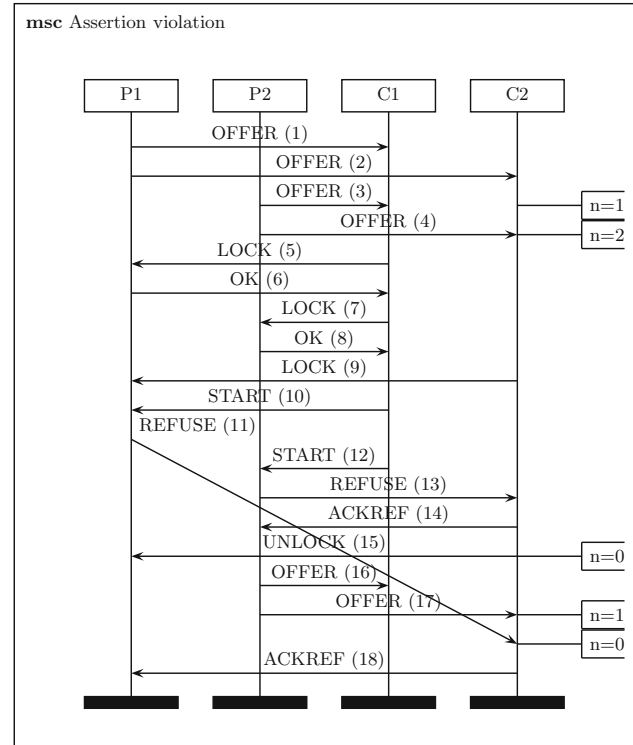 msc Assertion violation
P1 P2 C1 C2
OFFER (1)
OFFER (2)
OFFER (3)
n=1
OFFER (4)
n=2
LOCK (5)
OK (6)
LOCK (7)
OK (8)
LOCK (9)
START (10)
REFUSE (11)
START (12)
REFUSE (13)
ACKREF (14)
UNLOCK (15)
n=0
OFFER (16)
OFFER (17)
n=1
n=0
ACKREF (18)